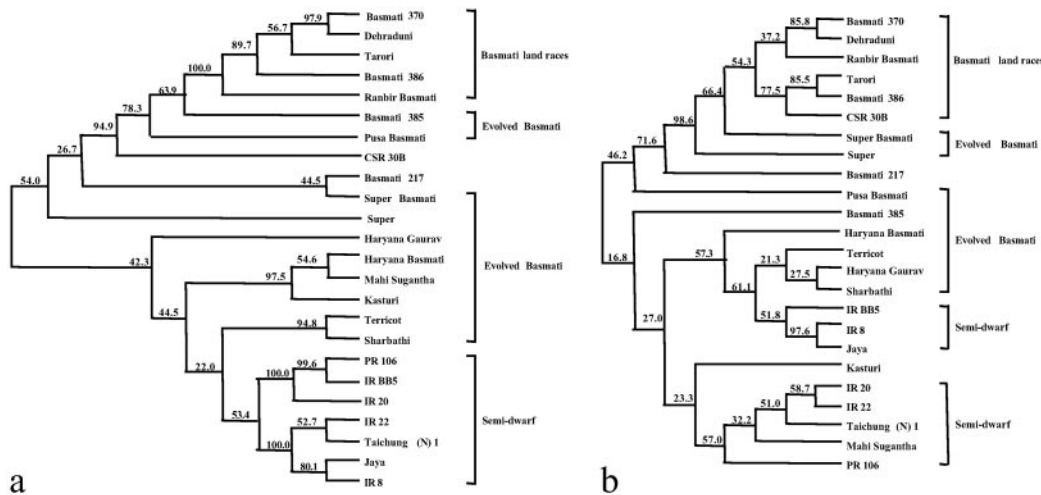 97.9
Basmati 370
56.7
Dehraduni
89.7
Tarori
Basmati land races
100.0
Basmati 386
63.9
Ranbir Basmati
78.3
Basmati 385
Evolved Basmati
94.9
Pusa Basmati
26.7
CSR 30B
54.0
Basmati 217
44.5
Super Basmati
Super
Haryana Gaurav
42.3
Evolved Basmati
54.6
Haryana Basmati
97.5
Mahi Sugantha
44.5
Kasturi
94.8
Terricot
Sharbathi
22.0
99.6
PR 106
100.0
IR BB5
IR 20
53.4
Semi-dwarf
52.7
IR 22
100.0
Taichung (N) 1
80.1
Jaya
IR 8
a
85.8
Basmati 370
37.2
Dehraduni
54.3
Ranbir Basmati
Basmati land races
85.5
Tarori
66.4
77.5
Basmati 386
CSR 30B
98.6
Super Basmati
Evolved Basmati
71.6
Super
46.2
Basmati 217
Pusa Basmati
Basmati 385
Evolved Basmati
57.3
Haryana Basmati
16.8
21.3
Terricot
27.5
Haryana Gaurav
61.1
Sharbathi
51.8
IR BB5
27.0
97.6
IR 8
Semi-dwarf
Jaya
Kasturi
23.3
58.7
IR 20
51.0
IR 22
32.2
Taichung (N) 1
Semi-dwarf
57.0
Mahi Sugantha
PR 106
b